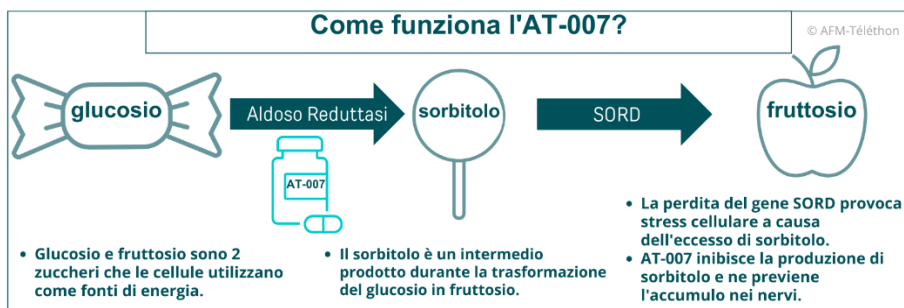 Come funziona l'AT-007?
© AFM-Téléthon
glucosio
Aldoso Reduttasi
sorbitolo
SORD
fruttosio
AT-007
• Glucosio e fruttosio sono 2
zuccheri che le cellule utilizzano
come fonti di energia.
• Il sorbitolo è un intermedio
prodotto durante la trasformazione
del glucosio in fruttosio.
• La perdita del gene SORD provoca
stress cellulare a causa
dell'eccesso di sorbitolo.
• AT-007 inibisce la produzione di
sorbitolo e ne previene
l'accumulo nei nervi.